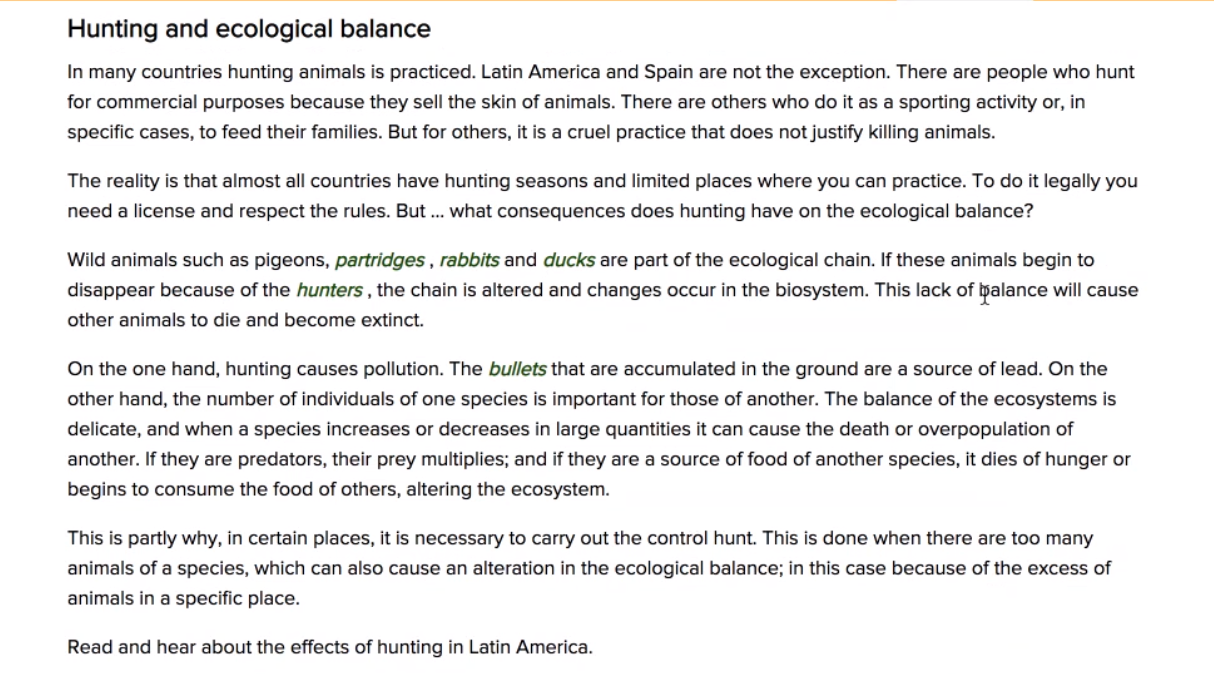 Hunting and ecological balance
In many countries hunting animals is practiced. Latin America and Spain are not the exception. There are people who hunt
for commercial purposes because they sell the skin of animals. There are others who do it as a sporting activity or, in
specific cases, to feed their families. But for others, it is a cruel practice that does not justify killing animals.
The reality is that almost all countries have hunting seasons and limited places where you can practice. To do it legally you
need a license and respect the rules. But ... what consequences does hunting have on the ecological balance?
Wild animals such as pigeons, partridges , rabbits and ducks are part of the ecological chain. If these animals begin to
disappear because of the hunters , the chain is altered and changes occur in the biosystem. This lack of balance will cause
other animals to die and become extinct.
On the one hand, hunting causes pollution. The bullets that are accumulated in the ground are a source of lead. On the
other hand, the number of individuals of one species is important for those of another. The balance of the ecosystems is
delicate, and when a species increases or decreases in large quantities it can cause the death or overpopulation of
another. If they are predators, their prey multiplies; and if they are a source of food of another species, it dies of hunger or
begins to consume the food of others, altering the ecosystem.
This is partly why, in certain places, it is necessary to carry out the control hunt. This is done when there are too many
animals of a species, which can also cause an alteration in the ecological balance; in this case because of the excess of
animals in a specific place.
Read and hear about the effects of hunting in Latin America.